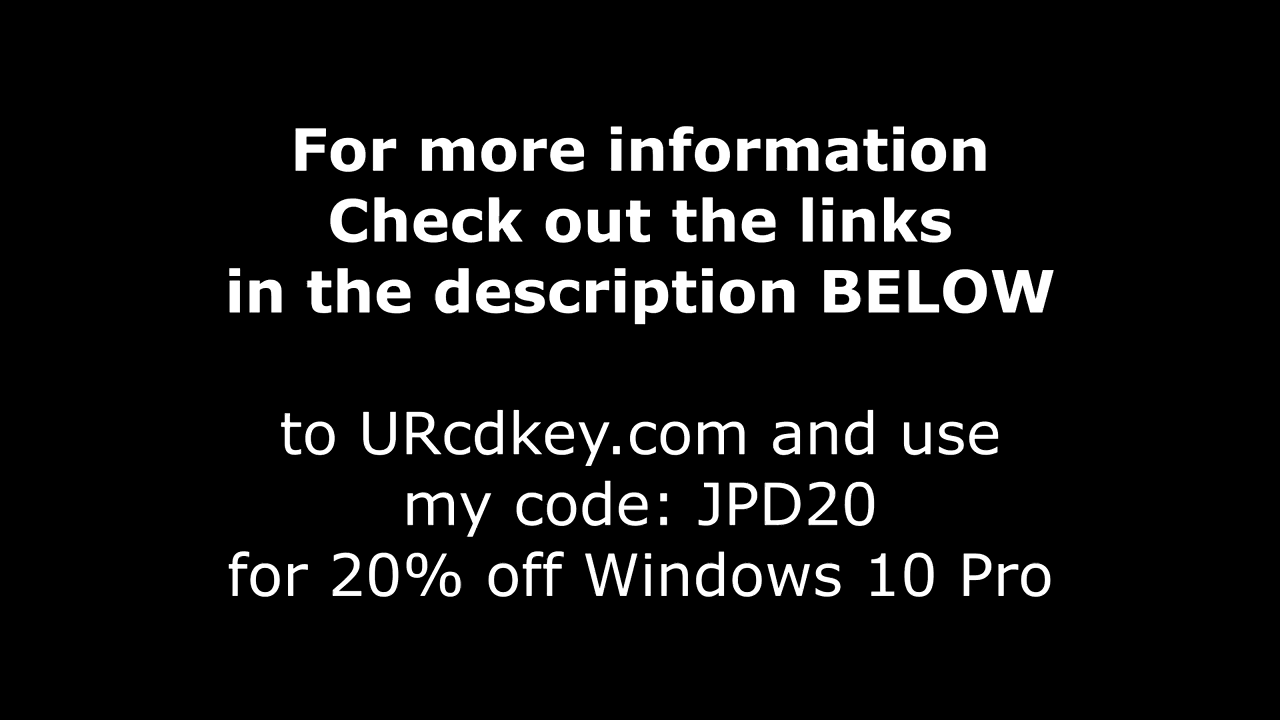 For more information
Check out the links
in the description BELOW
to URcdkey.com and use
my code: JPD20
for 20% off Windows 10 Pro